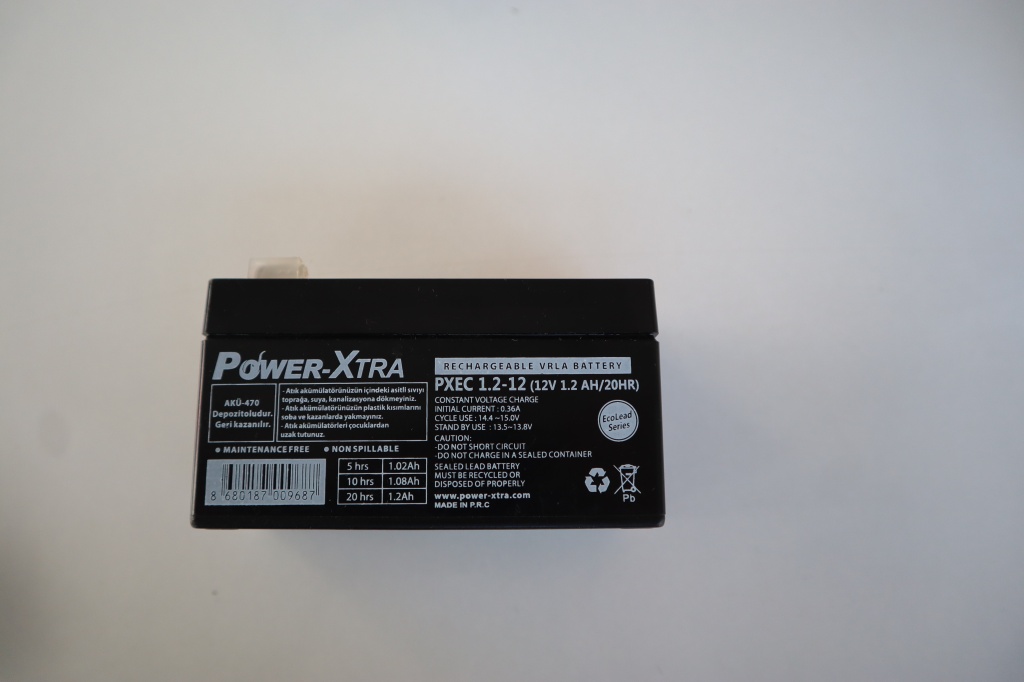 POWER-XTRA
AKÜ-470
Depozitoludur.
Geri kazanılır.
- Atık akümülatörünüzün içindeki asitli sıvıyı
toprağa, suya, kanalizasyona dökmeyiniz.
- Atık akümülatörünüzün plastik kısımlarını
soba ve kazanlarda yakmayınız.
- Atık akümülatörleri çocuklardan
uzak tutunuz.
• MAINTENANCE FREE • NON SPILLABLE
8 680187 009687
5 hrs 1.02Ah
10 hrs 1.08Ah
20 hrs 1.2Ah
RECHARGEABLE VRLA BATTERY
PXEC 1.2-12 (12V 1.2 AH/20HR)
CONSTANT VOLTAGE CHARGE
INITIAL CURRENT : 0.36A
CYCLE USE : 14.4 ~15.0V
STAND BY USE : 13.5~13.8V
EcoLead
Series
CAUTION:
-DO NOT SHORT CIRCUIT
-DO NOT CHARGE IN A SEALED CONTAINER
SEALED LEAD BATTERY
MUST BE RECYCLED OR
DISPOSED OF PROPERLY
Pb
www.power-xtra.com
MADE IN P.R.C